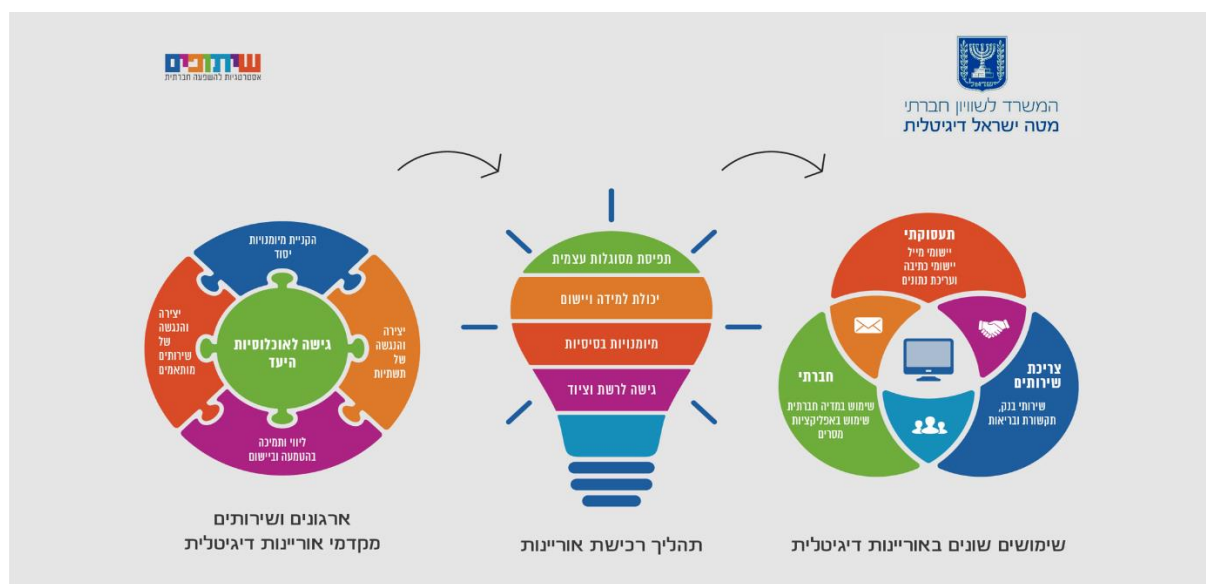 שיתופים
אסטרטגיות להשפעה חברתית
המשרד לשוויון חברתי
מטה ישראל דיגיטלית
הקניית מיומנויות
יסוד
יצירה
והנגשה
של
תשתיות
ליווי ותמיכה
בהטמעה וביישום
יצירה
והנגשה
של
שירותים
מותאמים
גישה לאוכלוסיות
היעד
ארגונים ושירותים
מקדמי אוריינות דיגיטלית
תפיסת מסוגלות עצמית
יכולת למידה ויישום
מיומנויות בסיסיות
גישה לרשת וציוד
תהליך רכישת אוריינות
תעסוקתי
יישומי מייל
יישומי כתיבה
ועריכת נתונים
צריכת
שירותים
שירותי בנק,
תקשורת ובריאות
חברתי
שימוש במדיה חברתית
שימוש באפליקציות
מסרים
שימושים שונים באוריינות דיגיטלית